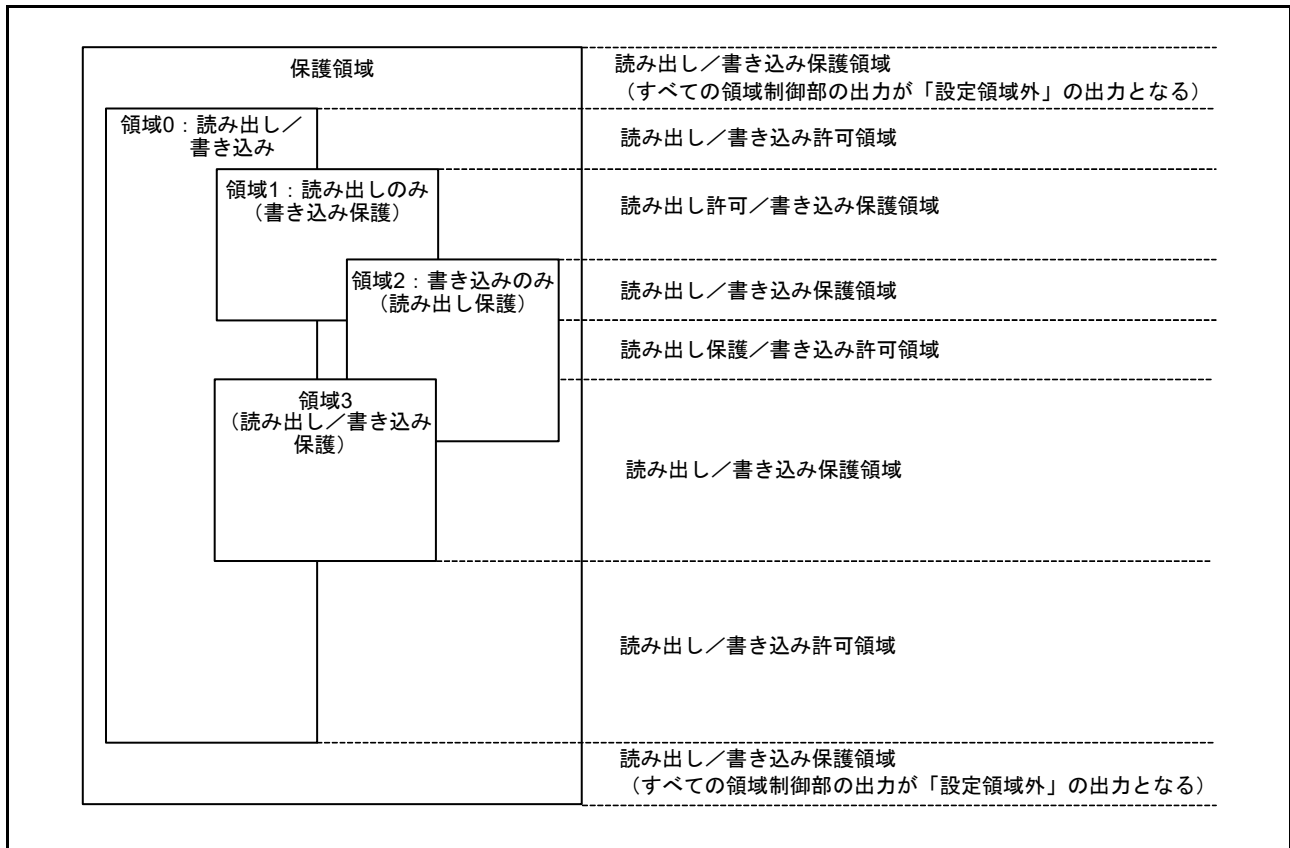 保護領域
領域0：読み出し／
書き込み
領域1：読み出しのみ
（書き込み保護）
領域2：書き込みのみ
（読み出し保護）
領域3
（読み出し／書き込み
保護）
読み出し／書き込み保護領域
（すべての領域制御部の出力が「設定領域外」の出力となる）
読み出し／書き込み許可領域
読み出し許可／書き込み保護領域
読み出し／書き込み保護領域
読み出し保護／書き込み許可領域
読み出し／書き込み保護領域
読み出し／書き込み許可領域
読み出し／書き込み保護領域
（すべての領域制御部の出力が「設定領域外」の出力となる）